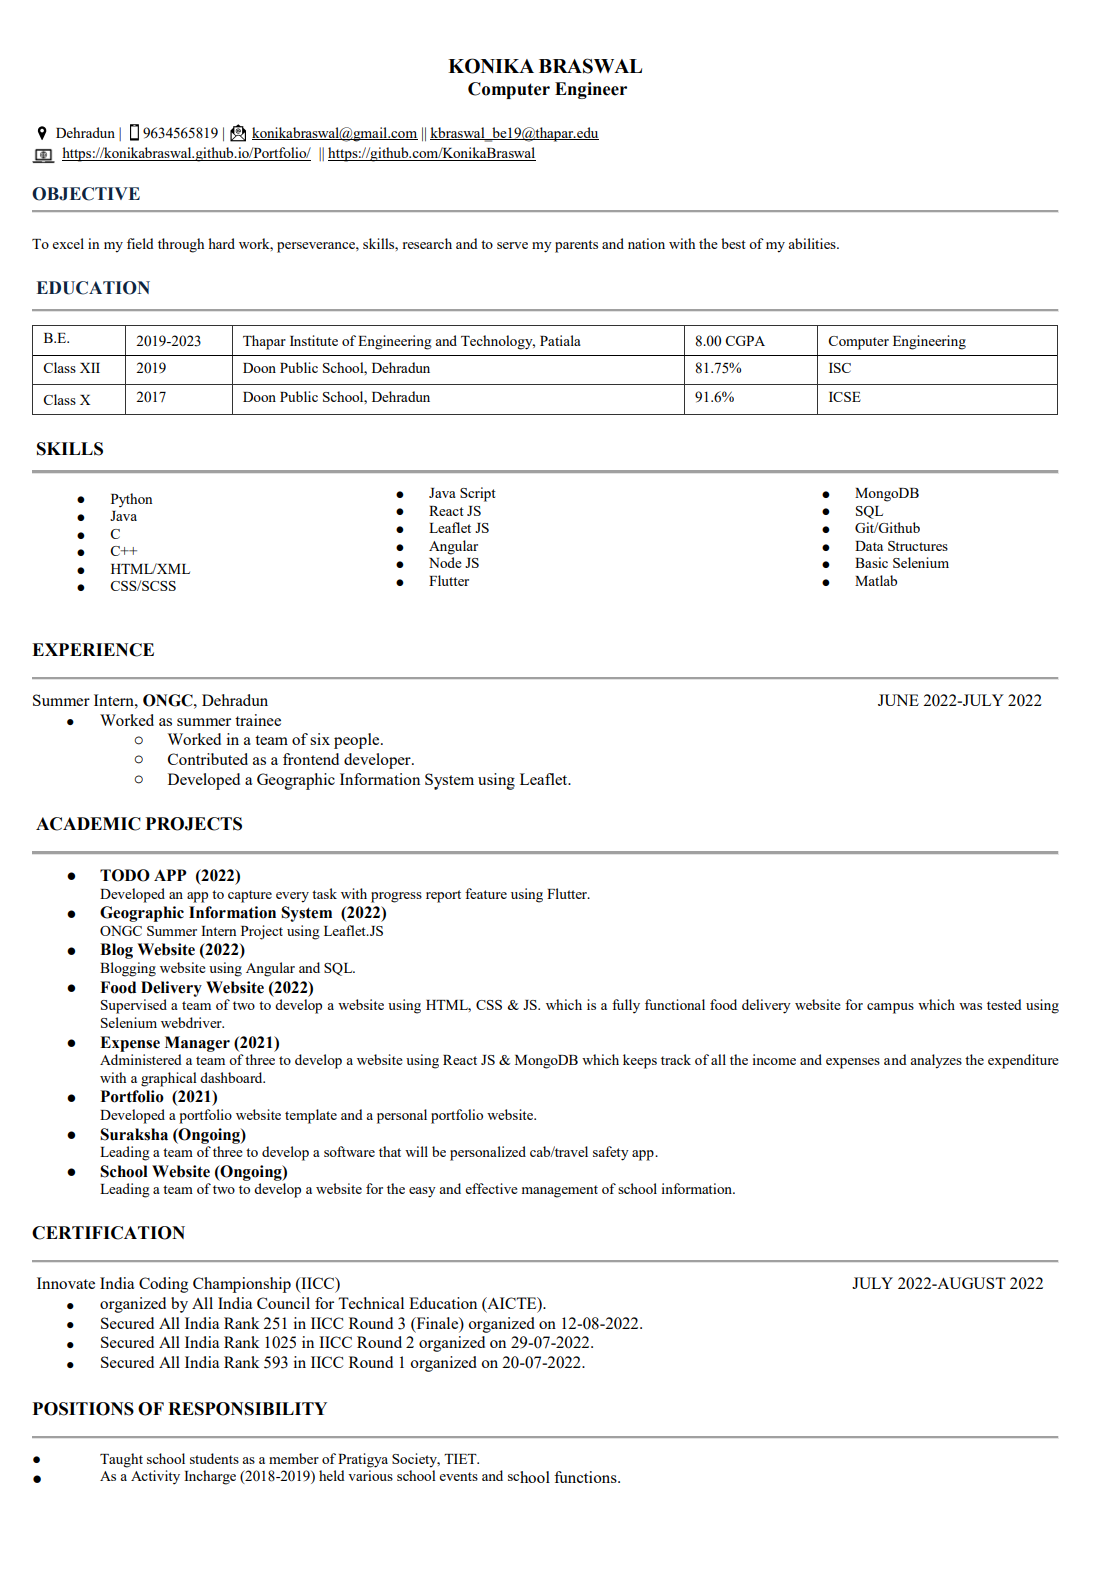 KONIKA BRASWAL
Computer Engineer
Dehradun | 9634565819 | konikabraswal@gmail.com || kbraswal_be19@thapar.edu
https://konikabraswal.github.io/Portfolio/ || https://github.com/KonikaBraswal
OBJECTIVE
To excel in my field through hard work, perseverance, skills, research and to serve my parents and nation with the best of my abilities.
EDUCATION
B.E. 2019-2023 Thapar Institute of Engineering and Technology, Patiala 8.00 CGPA Computer Engineering
Class XII 2019 Doon Public School, Dehradun 81.75% ISC
Class X 2017 Doon Public School, Dehradun 91.6% ICSE
SKILLS
● Python
● Java
● C
● C++
● HTML/XML
● CSS/SCSS
● Java Script
● React JS
● Leaflet JS
● Angular
● Node JS
● Flutter
● MongoDB
● SQL
● Git/Github
● Data Structures
● Basic Selenium
● Matlab
EXPERIENCE
Summer Intern, ONGC, Dehradun JUNE 2022-JULY 2022
● Worked as summer trainee
○ Worked in a team of six people.
○ Contributed as a frontend developer.
○ Developed a Geographic Information System using Leaflet.
ACADEMIC PROJECTS
● TODO APP (2022)
Developed an app to capture every task with progress report feature using Flutter.
● Geographic Information System (2022)
ONGC Summer Intern Project using Leaflet.JS
● Blog Website (2022)
Blogging website using Angular and SQL.
● Food Delivery Website (2022)
Supervised a team of two to develop a website using HTML, CSS & JS. which is a fully functional food delivery website for campus which was tested using
Selenium webdriver.
● Expense Manager (2021)
Administered a team of three to develop a website using React JS & MongoDB which keeps track of all the income and expenses and analyzes the expenditure
with a graphical dashboard.
● Portfolio (2021)
Developed a portfolio website template and a personal portfolio website.
● Suraksha (Ongoing)
Leading a team of three to develop a software that will be personalized cab/travel safety app.
● School Website (Ongoing)
Leading a team of two to develop a website for the easy and effective management of school information.
CERTIFICATION
Innovate India Coding Championship (IICC) JULY 2022-AUGUST 2022
● organized by All India Council for Technical Education (AICTE).
● Secured All India Rank 251 in IICC Round 3 (Finale) organized on 12-08-2022.
● Secured All India Rank 1025 in IICC Round 2 organized on 29-07-2022.
● Secured All India Rank 593 in IICC Round 1 organized on 20-07-2022.
POSITIONS OF RESPONSIBILITY
● Taught school students as a member of Pratigya Society, TIET.
● As a Activity Incharge (2018-2019) held various school events and school functions.